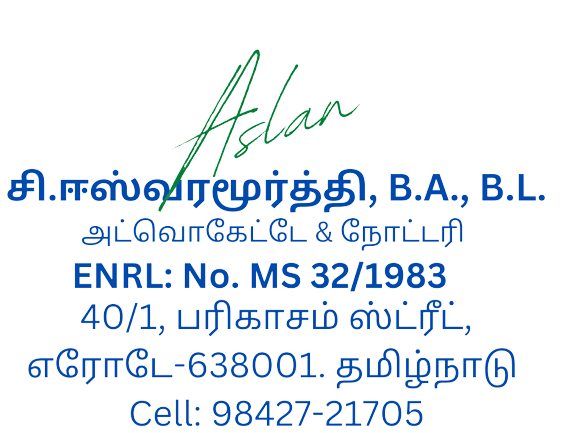 Aslan
சி.ஈஸ்வரமூர்த்தி, B.A., B.L.
அட்வொகேட்டே & நோட்டரி
ENRL: No. MS 32/1983
40/1, பரிகாசம் ஸ்ட்ரீட்,
எரோடே-638001. தமிழ்நாடு
Cell: 98427-21705